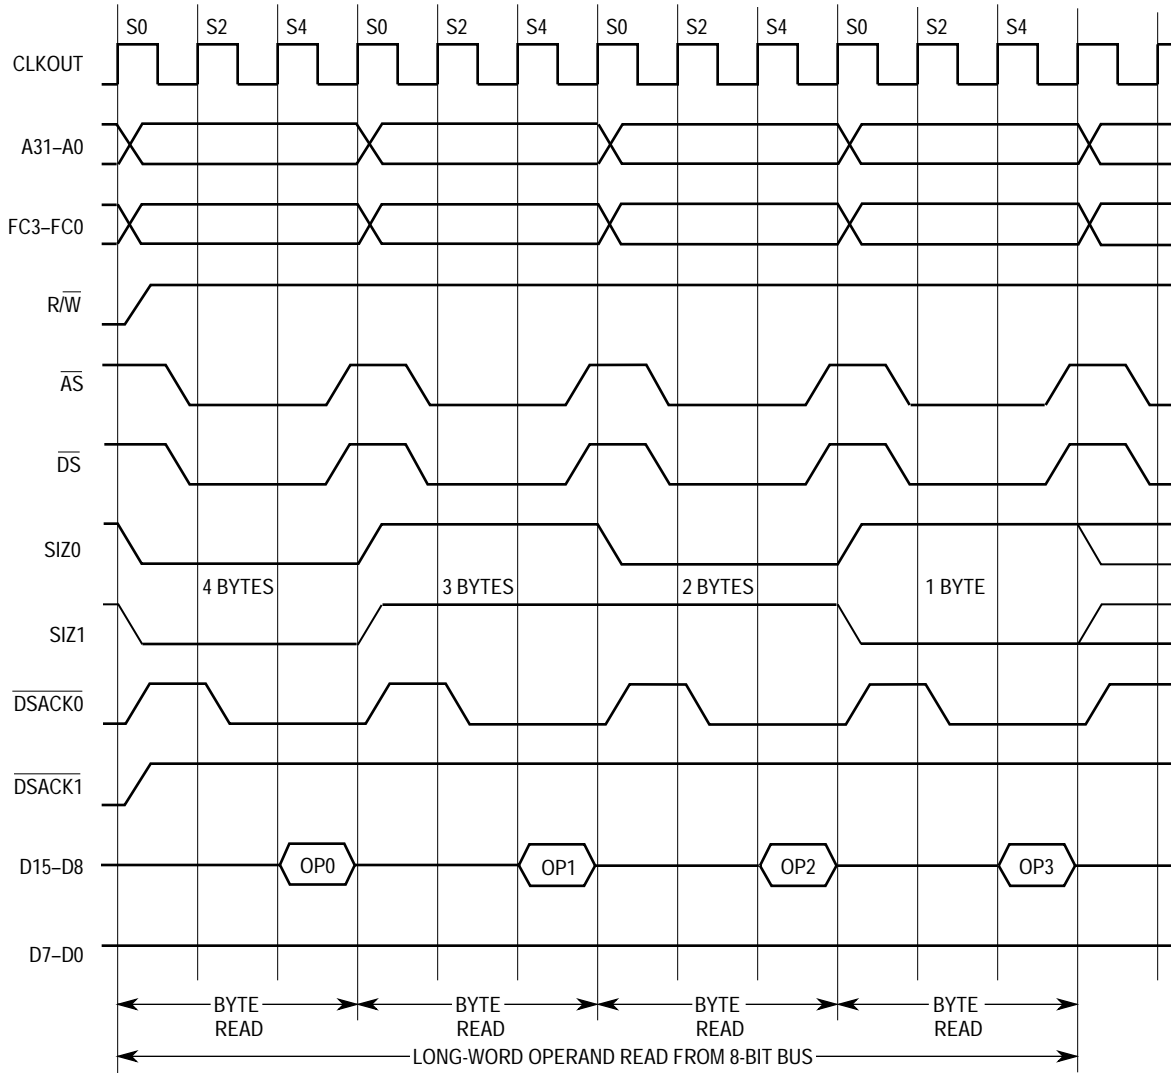 S0 S2 S4 S0 S2 S4 S0 S2 S4 S0 S2 S4
CLKOUT
A31–A0
FC3–FC0
R/W
AS
DS
SIZ0
4 BYTES 3 BYTES 2 BYTES 1 BYTE
SIZ1
DSACK0
DSACK1
D15–D8 OP0 OP1 OP2 OP3
D7–D0
BYTE BYTE BYTE BYTE
READ READ READ READ
LONG-WORD OPERAND READ FROM 8-BIT BUS